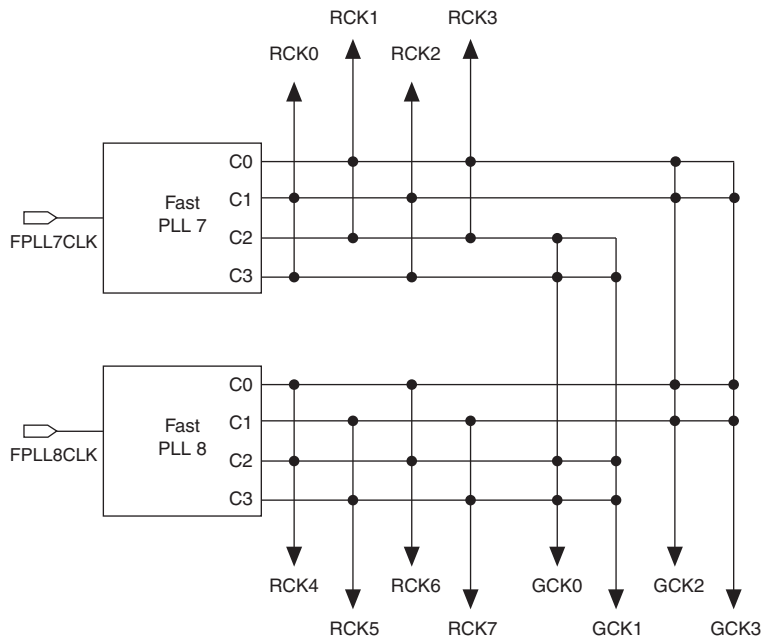 RCK1
RCK3
RCK0
RCK2
C0
C1
Fast
PLL 7
FPLL7CLK
C2
C3
C0
C1
Fast
PLL 8
FPLL8CLK
C2
C3
RCK4
RCK6
GCK0
GCK2
RCK5
RCK7
GCK1
GCK3